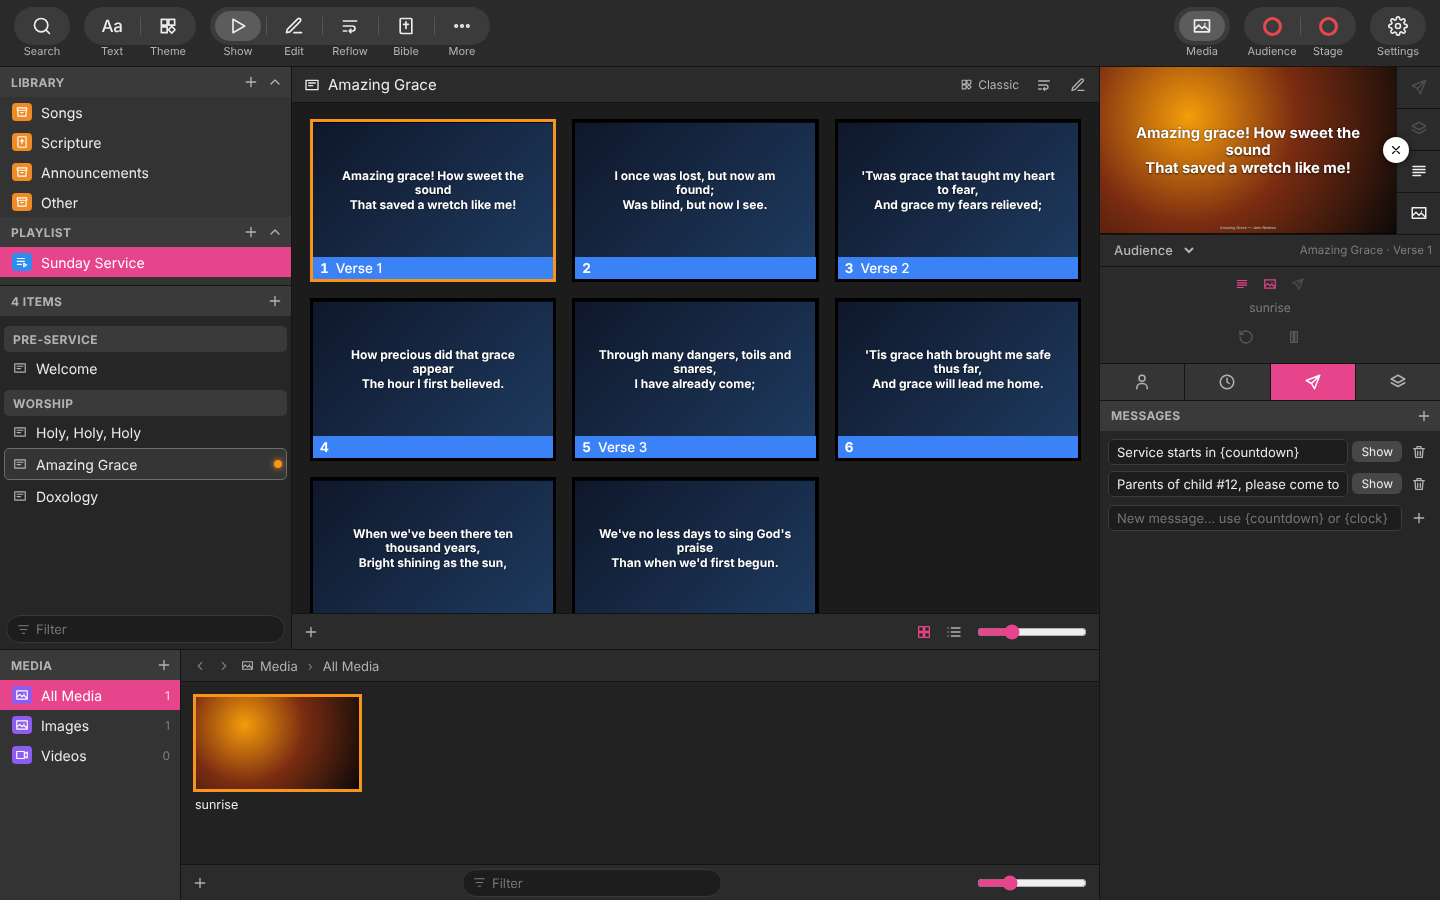 Aa
Search
Text
Theme
Show
Edit
Reflow
Bible
More
Media
Audience
Stage
Settings
LIBRARY
Songs
Scripture
Announcements
Other
PLAYLIST
Sunday Service
4 ITEMS
PRE-SERVICE
Welcome
WORSHIP
Holy, Holy, Holy
Amazing Grace
Doxology
Filter
Amazing Grace
Classic
Amazing grace! How sweet the
sound
That saved a wretch like me!
1 Verse 1
I once was lost, but now am
found;
Was blind, but now I see.
2
'Twas grace that taught my heart
to fear,
And grace my fears relieved;
3 Verse 2
How precious did that grace
appear
The hour I first believed.
4
Through many dangers, toils and
snares,
I have already come;
5 Verse 3
'Tis grace hath brought me safe
thus far,
And grace will lead me home.
6
When we've been there ten
thousand years,
Bright shining as the sun,
We've no less days to sing God's
praise
Than when we'd first begun.
Amazing grace! How sweet the
sound
That saved a wretch like me!
Amazing Grace — John Newton
Audience
Amazing Grace · Verse 1
sunrise
MESSAGES
Service starts in {countdown}
Show
Parents of child #12, please come to
Show
New message... use {countdown} or {clock}
MEDIA
All Media 1
Images 1
Videos 0
Media › All Media
sunrise
Filter